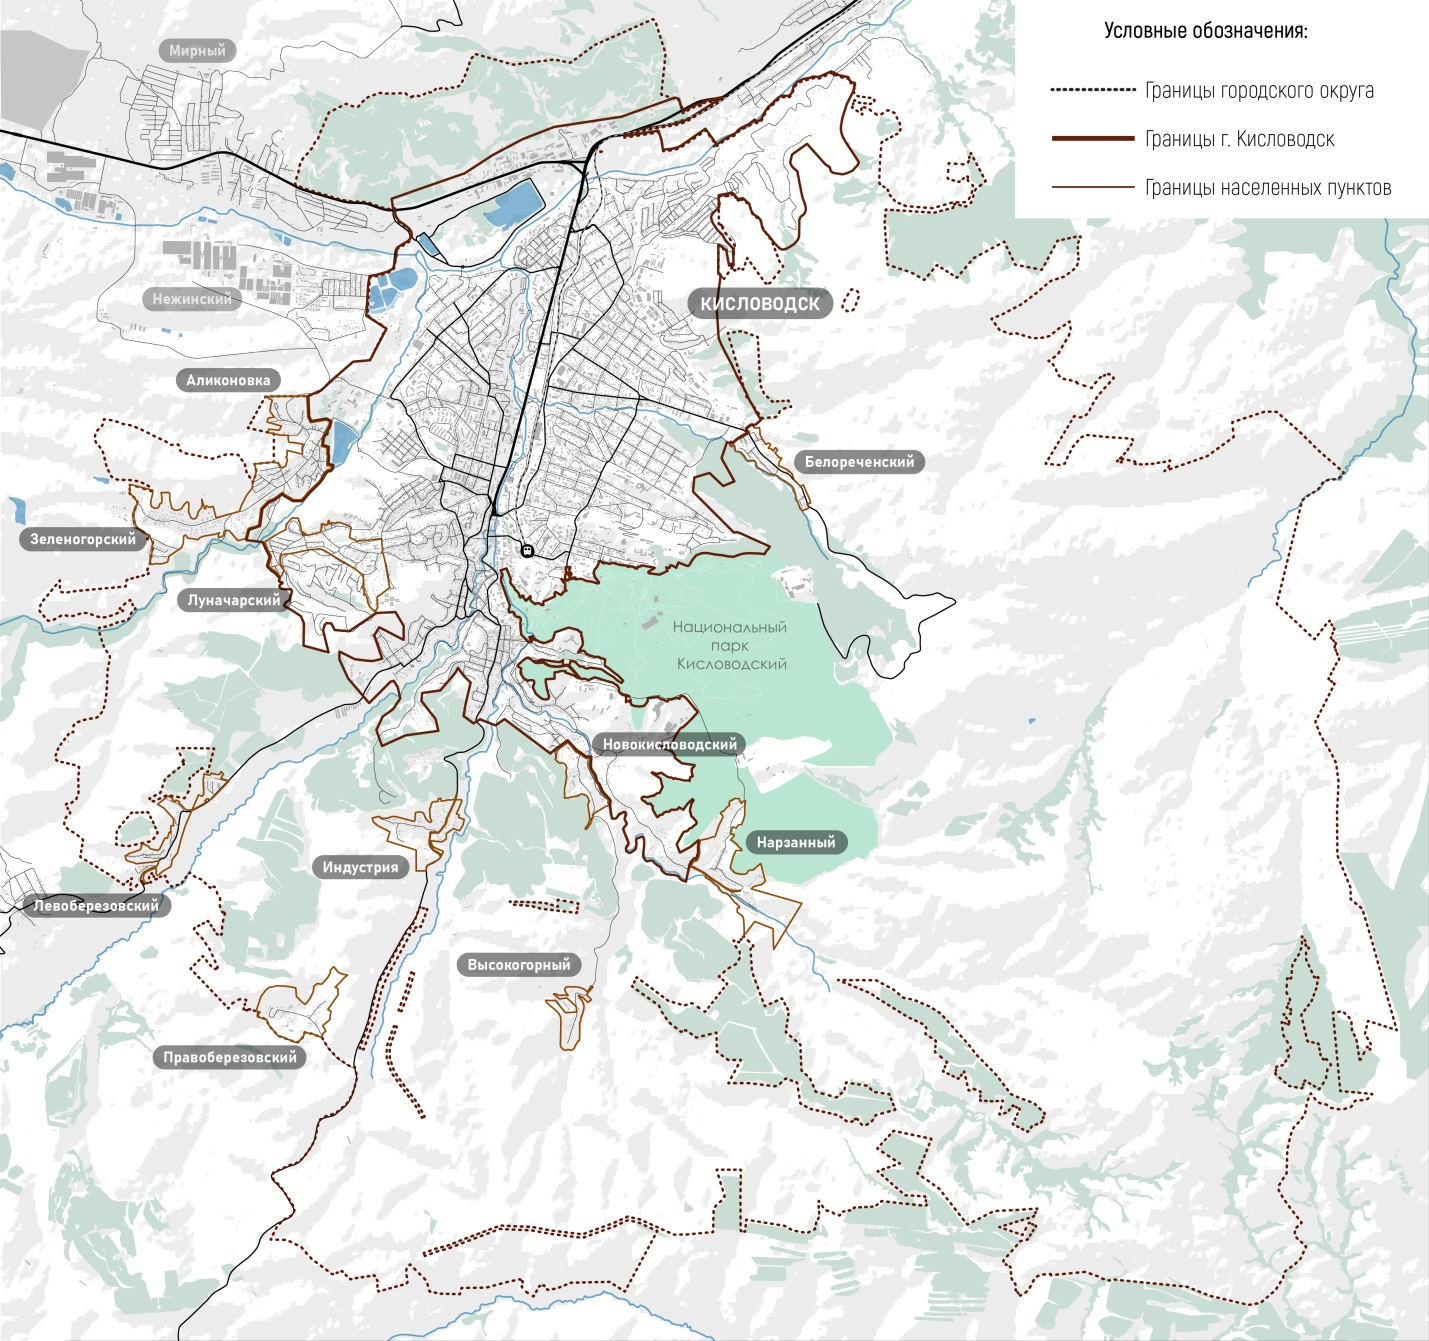 Условные обозначения:
Границы городского округа
Границы г. Кисловодск
Границы населенных пунктов
Мирный
Нежинский
КИСЛОВОДСК
Аликоновка
Белореченский
Зеленогорский
Луначарский
Национальный
парк
Кисловодский
Новокисловодский
Нарзанный
Индустрия
Левоберезовский
Высокогорный
Правоберезовский